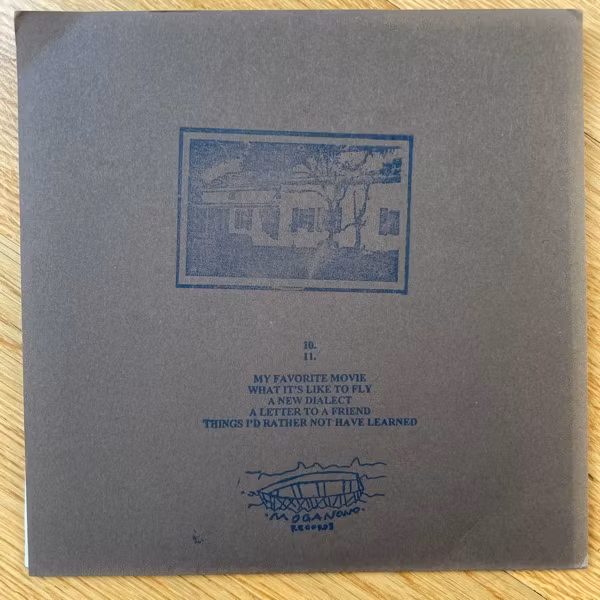 10.
11.
MY FAVORITE MOVIE
WHAT IT'S LIKE TO FLY
A NEW DIALECT
A LETTER TO A FRIEND
THINGS I'D RATHER NOT HAVE LEARNED
·MOGANONO·
RECORDS